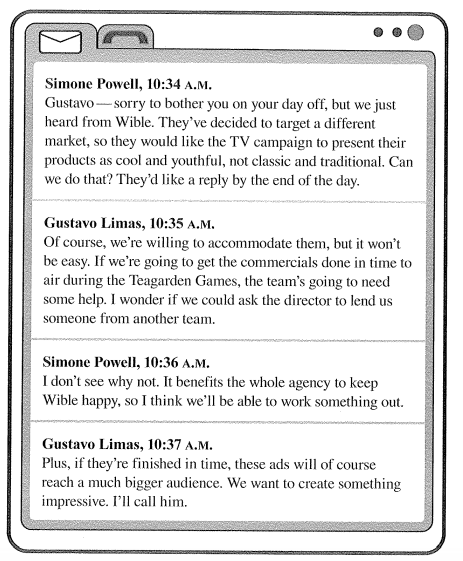 Simone Powell, 10:34 A.M.
Gustavo—sorry to bother you on your day off, but we just
heard from Wible. They've decided to target a different
market, so they would like the TV campaign to present their
products as cool and youthful, not classic and traditional. Can
we do that? They'd like a reply by the end of the day.
Gustavo Limas, 10:35 A.M.
Of course, we're willing to accommodate them, but it won't
be easy. If we're going to get the commercials done in time to
air during the Teagarden Games, the team's going to need
some help. I wonder if we could ask the director to lend us
someone from another team.
Simone Powell, 10:36 A.M.
I don't see why not. It benefits the whole agency to keep
Wible happy, so I think we'll be able to work something out.
Gustavo Limas, 10:37 A.M.
Plus, if they're finished in time, these ads will of course
reach a much bigger audience. We want to create something
impressive. I'll call him.